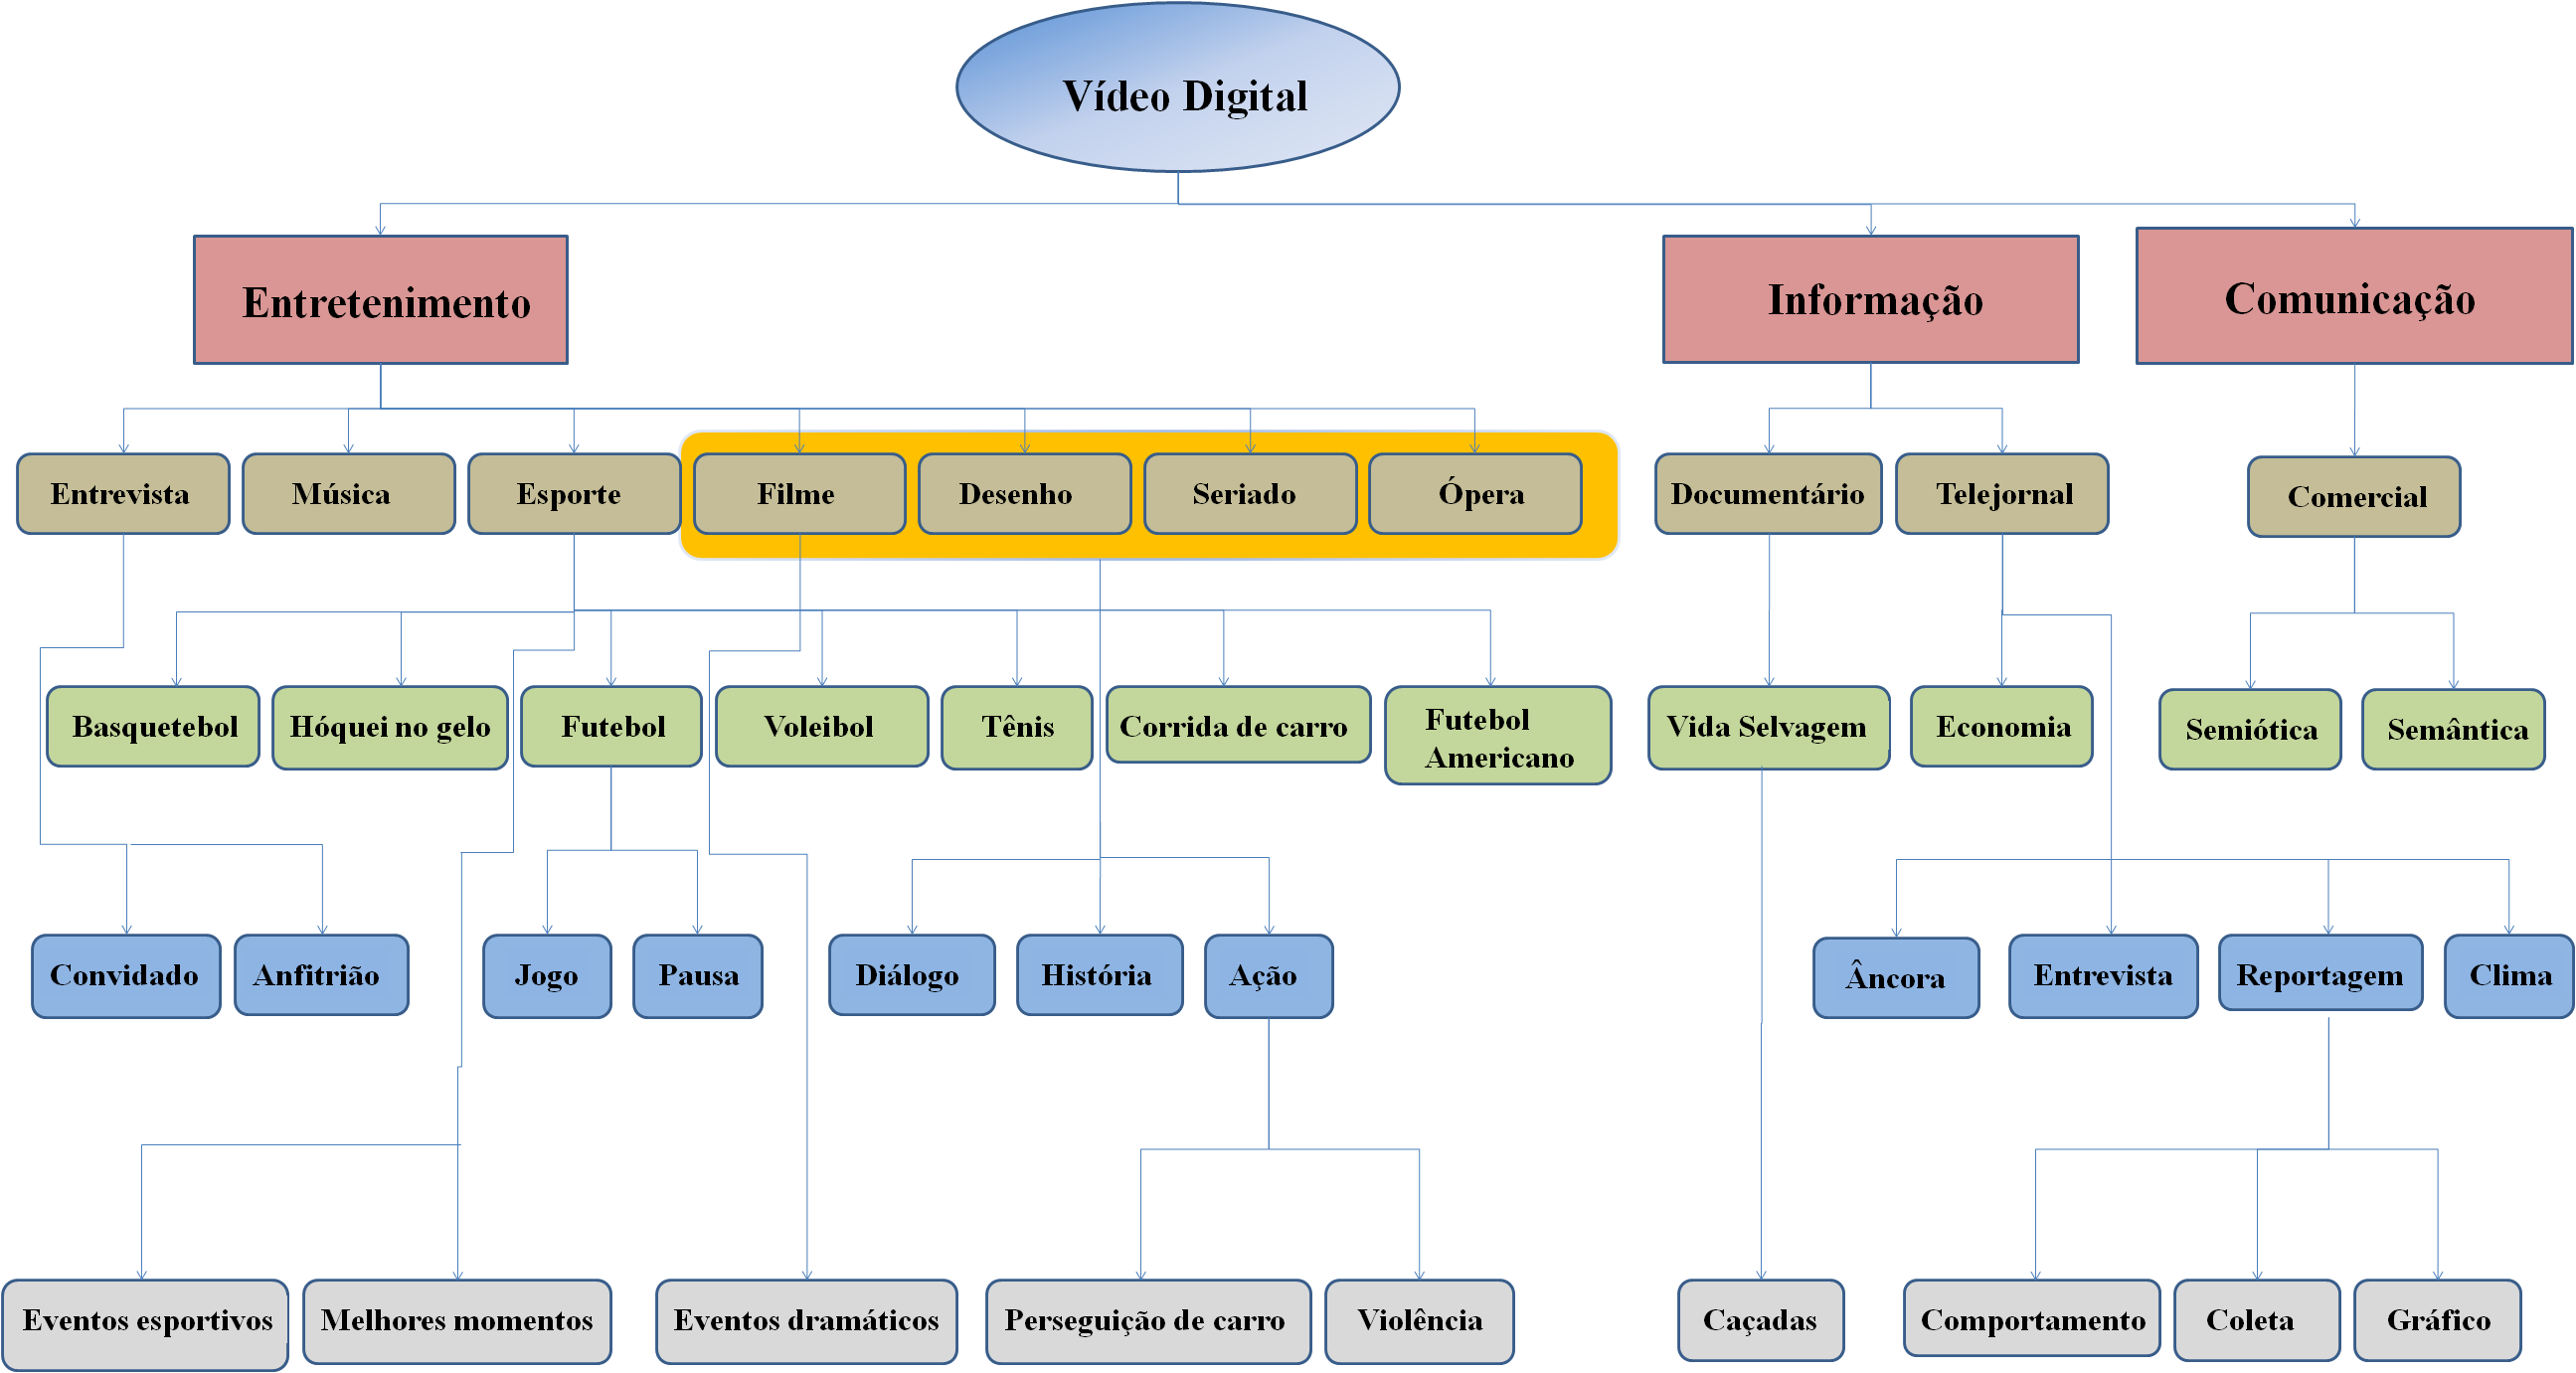 Vídeo Digital
Entretenimento
Informação
Comunicação
Entrevista
Música
Esporte
Filme
Desenho
Seriado
Ópera
Documentário
Telejornal
Comercial
Basquetebol
Hóquei no gelo
Futebol
Voleibol
Tênis
Corrida de carro
Futebol
Americano
Vida Selvagem
Economia
Semiótica
Semântica
Convidado
Anfitrião
Jogo
Pausa
Diálogo
História
Ação
Âncora
Entrevista
Reportagem
Clima
Eventos esportivos
Melhores momentos
Eventos dramáticos
Perseguição de carro
Violência
Caçadas
Comportamento
Coleta
Gráfico